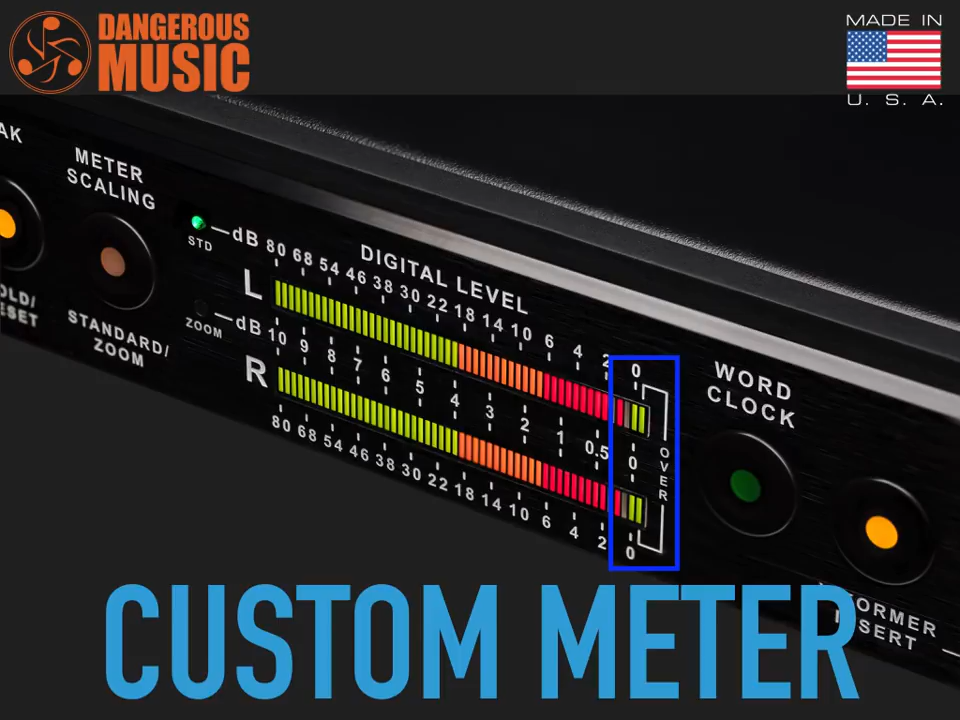 DANGEROUS
MUSIC
MADE IN
U. S. A.
METER
SCALING
STANDARD/
ZOOM
STD
ZOOM
dB 80 68 54 46 38 30 22 18 14 10 6 4 2 0
DIGITAL LEVEL
L
dB 10 9 8 7 6 5 4 3 2 1 0.5 0
R
80 68 54 46 38 30 22 18 14 10 6 4 2 0
OVER
WORD
CLOCK
CUSTOM METER